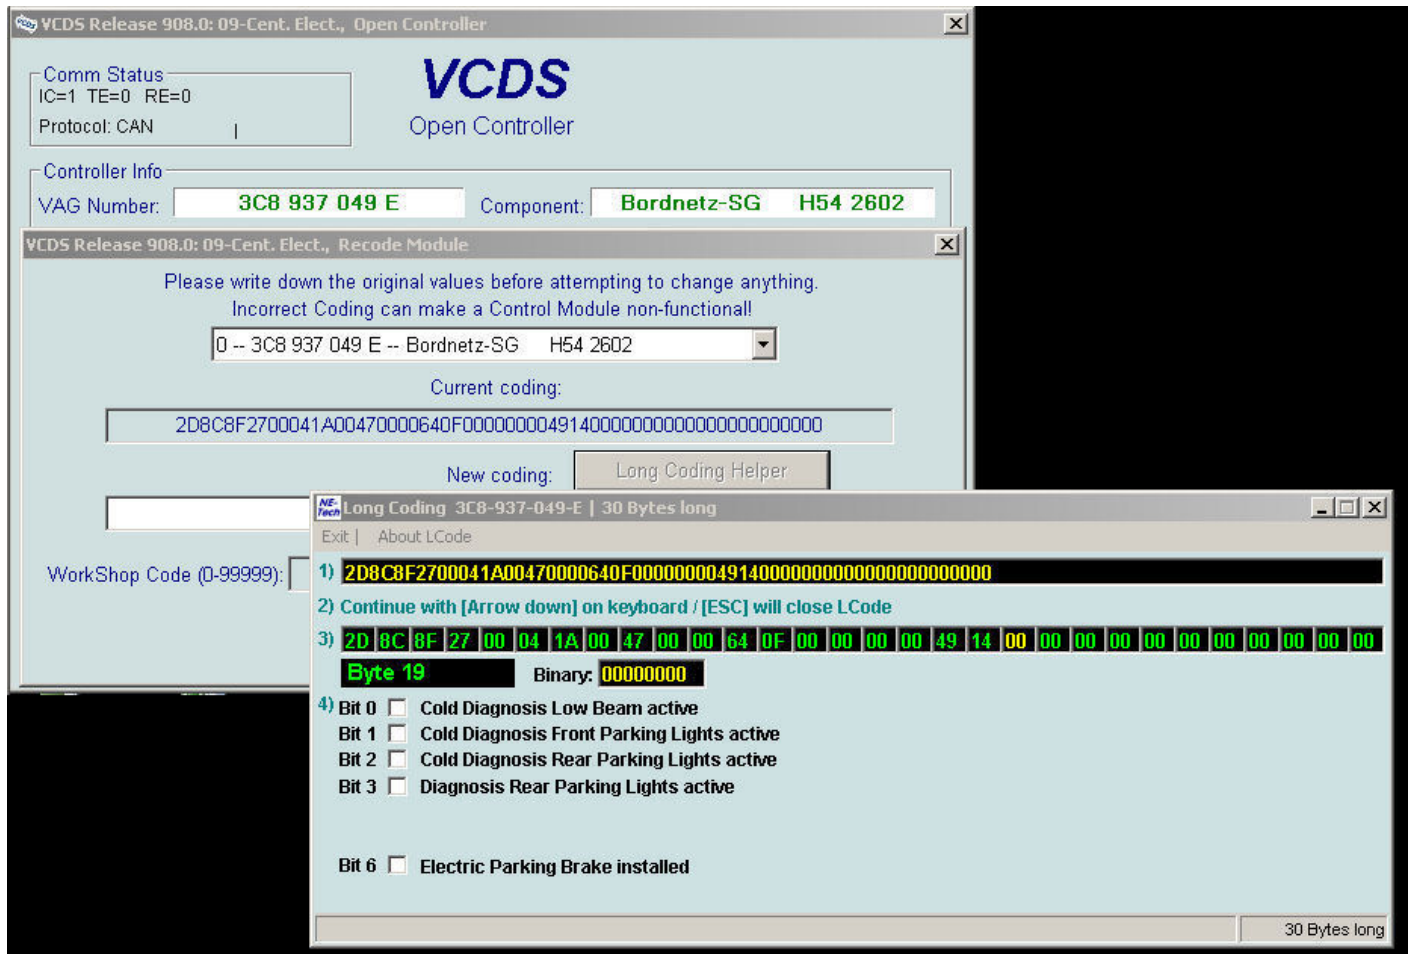 VCDS Release 908.0: 09-Cent. Elect., Open Controller
Comm Status
IC=1 TE=0 RE=0
Protocol: CAN
VCDS
Open Controller
Controller Info
VAG Number: 3C8 937 049 E Component: Bordnetz-SG H54 2602
VCDS Release 908.0: 09-Cent. Elect., Recode Module
Please write down the original values before attempting to change anything.
Incorrect Coding can make a Control Module non-functional!
0 -- 3C8 937 049 E -- Bordnetz-SG H54 2602
Current coding:
2D8C8F2700041A00470000640F00000000491400000000000000000000000
New coding: Long Coding Helper
WorkShop Code (0-99999):
NE-Tech Long Coding 3C8-937-049-E | 30 Bytes long
Exit | About LCode
1) 2D8C8F2700041A00470000640F00000000491400000000000000000000000
2) Continue with [Arrow down] on keyboard / [ESC] will close LCode
3) 2D 8C 8F 27 00 04 1A 00 47 00 00 64 0F 00 00 00 00 49 14 00 00 00 00 00 00 00 00 00 00 00
Byte 19 Binary: 00000000
4) Bit 0 Cold Diagnosis Low Beam active
Bit 1 Cold Diagnosis Front Parking Lights active
Bit 2 Cold Diagnosis Rear Parking Lights active
Bit 3 Diagnosis Rear Parking Lights active
Bit 6 Electric Parking Brake installed
30 Bytes long